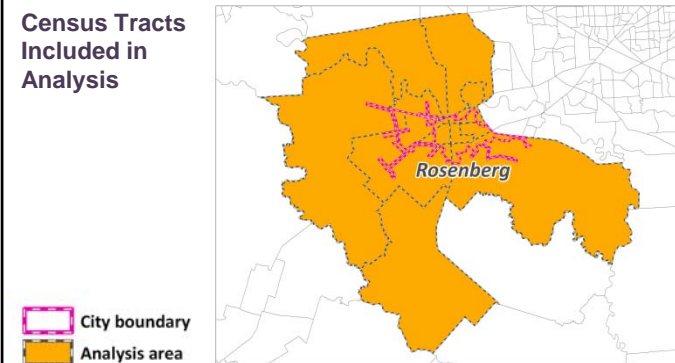 Census Tracts
Included in
Analysis
Rosenberg
City boundary
Analysis area